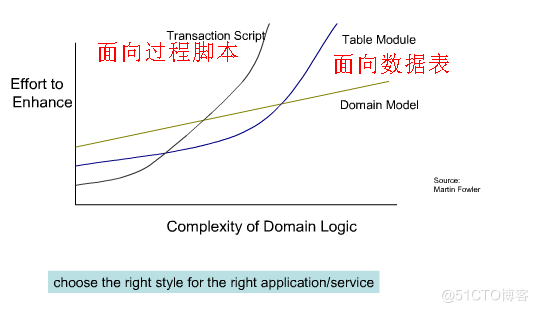 Transaction Script
面向过程脚本
Table Module
面向数据表
Effort to
Enhance
Domain Model
Source:
Martin Fowler
Complexity of Domain Logic
choose the right style for the right application/service
@51CTO博客